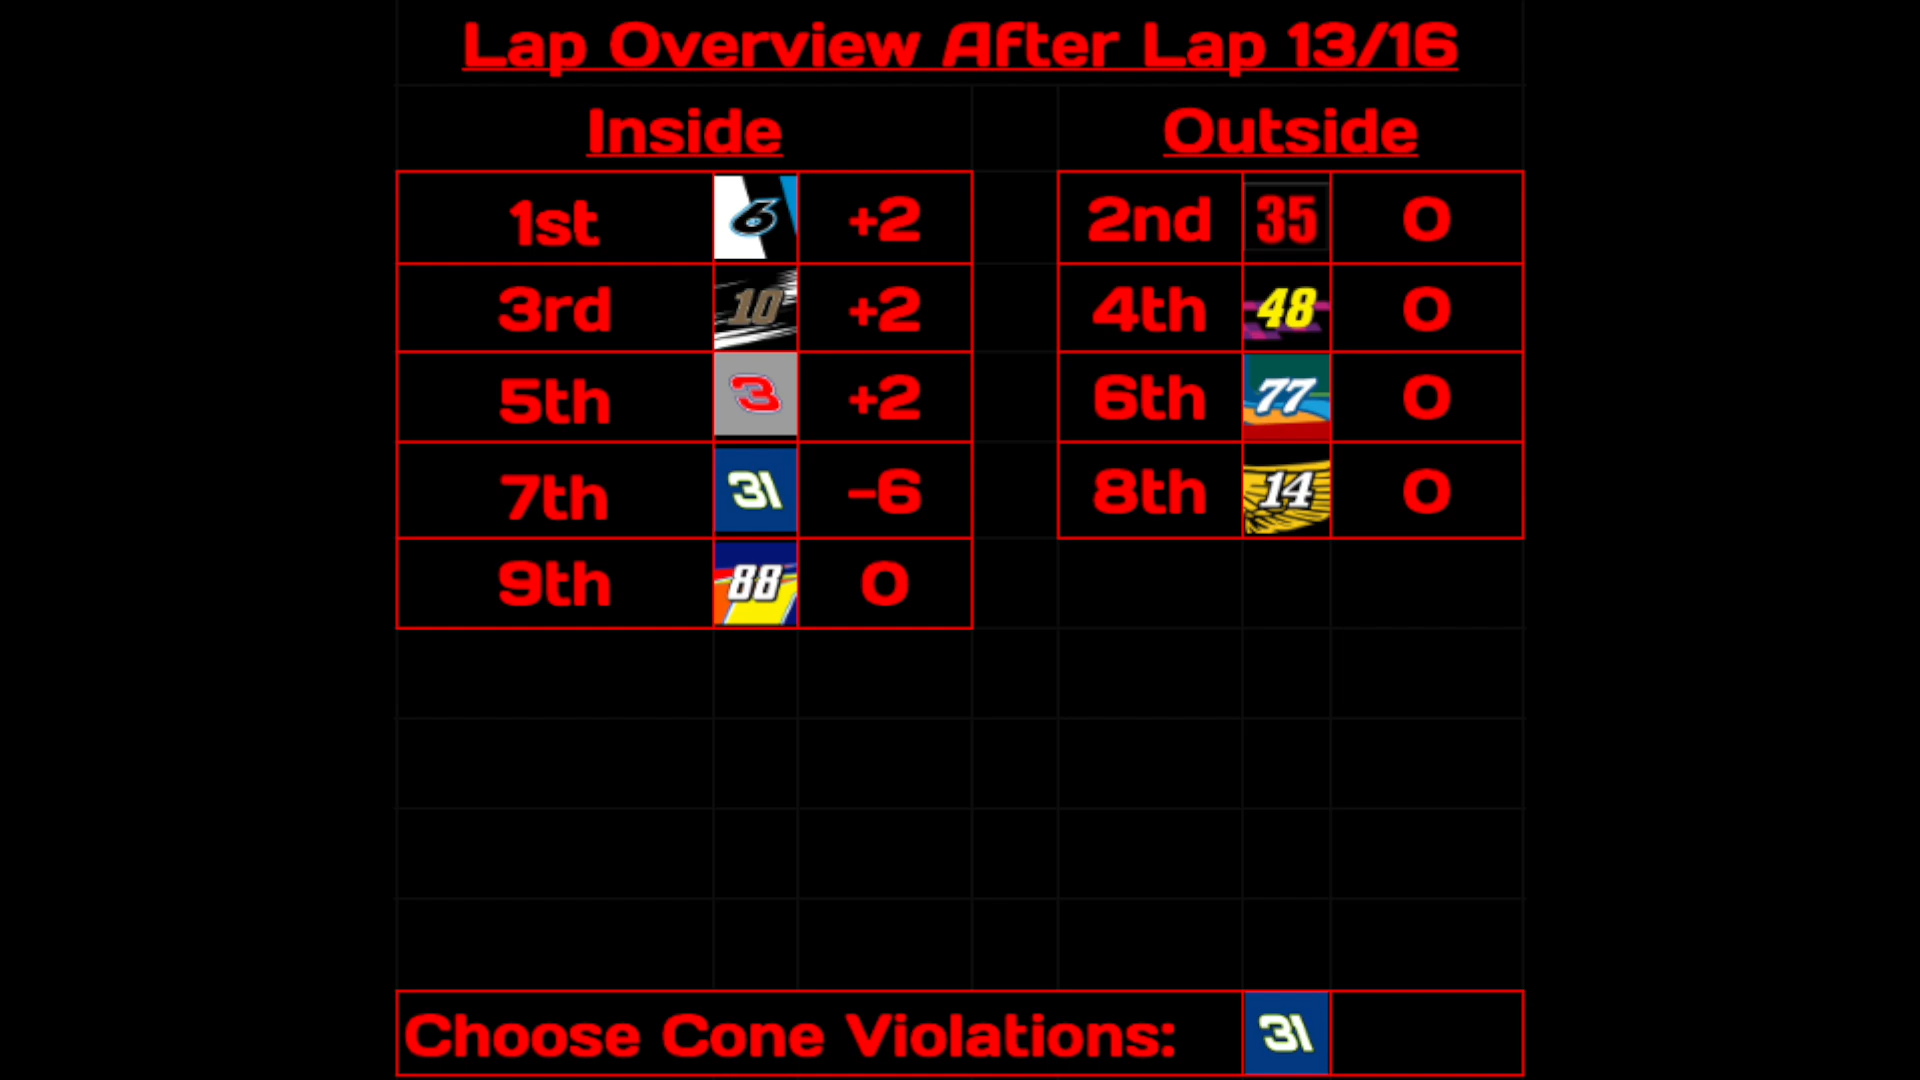 Lap Overview After Lap 13/16
Inside Outside
1st 6 +2 2nd 35 0
3rd 10 +2 4th 48 0
5th 3 +2 6th 77 0
7th 31 -6 8th 14 0
9th 88 0
Choose Cone Violations: 31